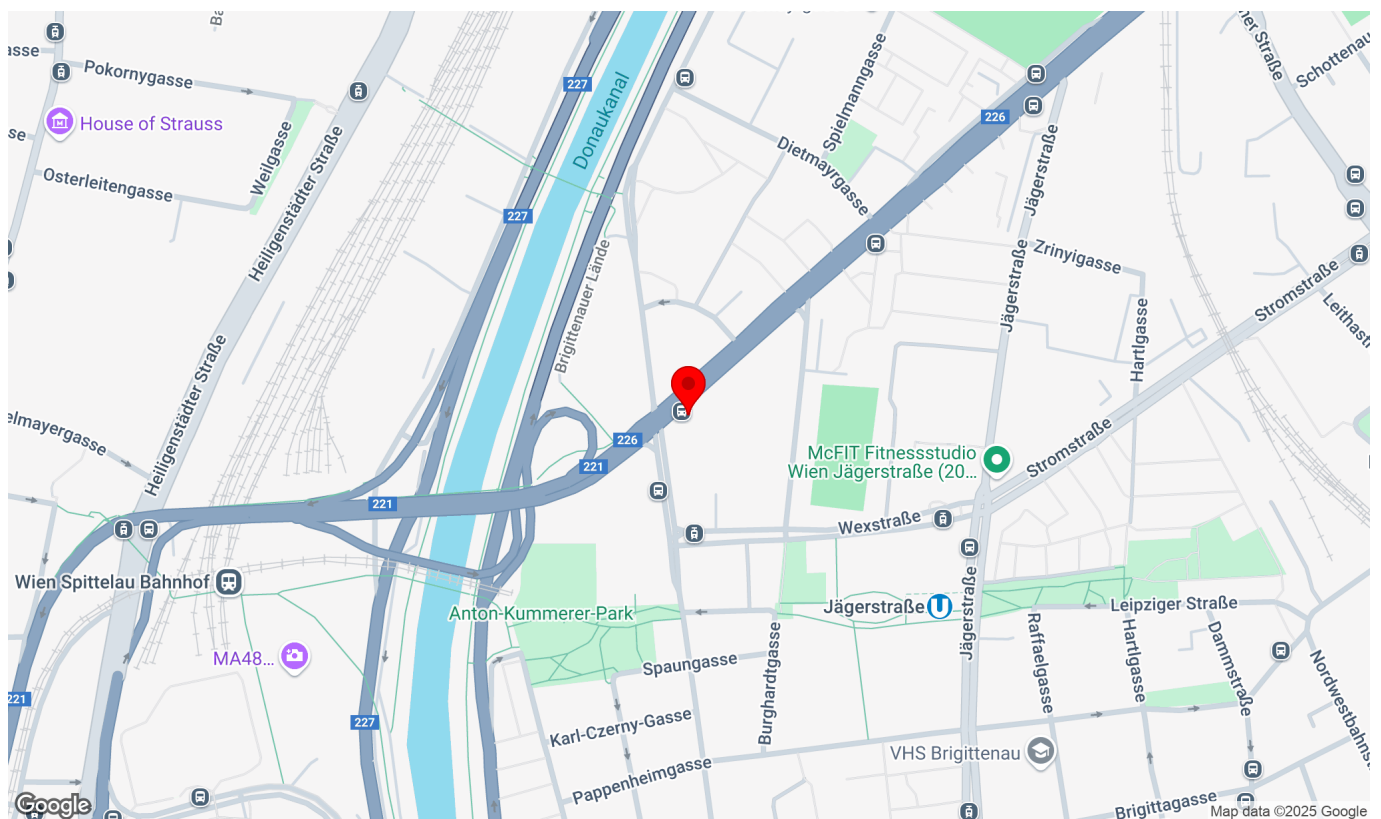 Pokornygasse
House of Strauss
Osterleitengasse
Weilgasse
Heiligenstädter Straße
227
Donaukanal
Spielmanngasse
Dietmayrgasse
226
Jägerstraße
Schottenau
227
Brigittenauer Lände
Zrinyigasse
Jägerstraße
Hartlgasse
Stromstraße
Heiligenstädter Straße
elmayergasse
226
221
221
McFIT Fitnessstudio
Wien Jägerstraße (20...
Stromstraße
Wexstraße
Wien Spittelau Bahnhof
Anton-Kummerer-Park
Jägerstraße
U
Jägerstraße
Leipziger Straße
MA48...
Spaungasse
Burghardtgasse
Raffaelgasse
Hartlgasse
Dammstraße
Nordwestbahnst
221
227
Karl-Czerny-Gasse
Pappenheimgasse
VHS Brigittenau
Brigittagasse
Google
Map data ©2025 Google